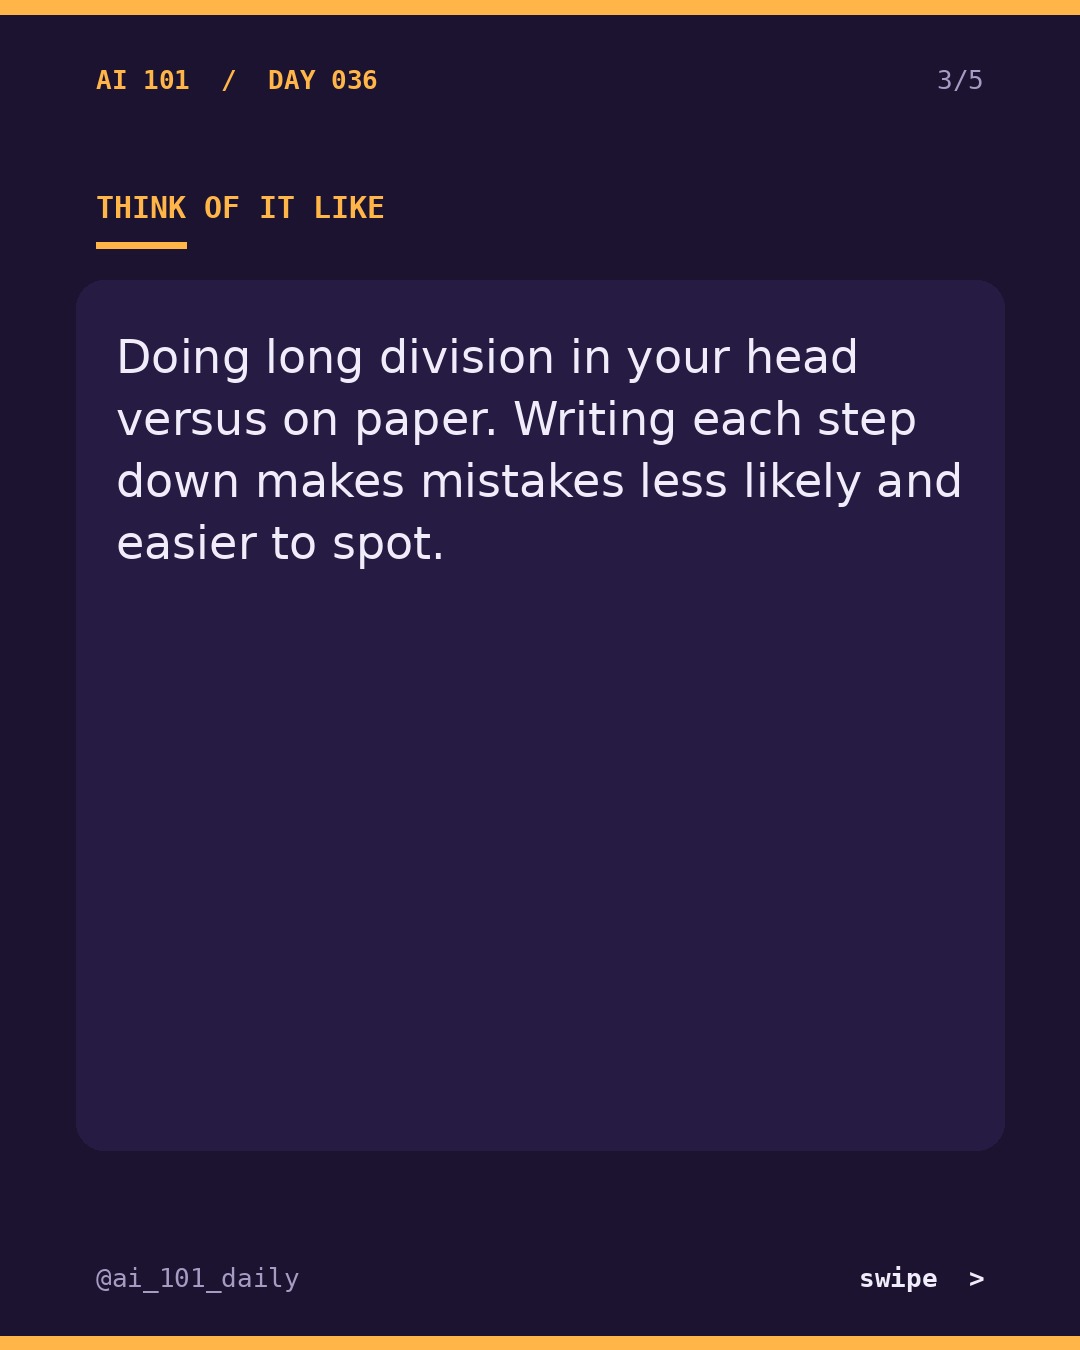 AI 101 / DAY 036
3/5
THINK OF IT LIKE
Doing long division in your head
versus on paper. Writing each step
down makes mistakes less likely and
easier to spot.
@ai_101_daily
swipe >